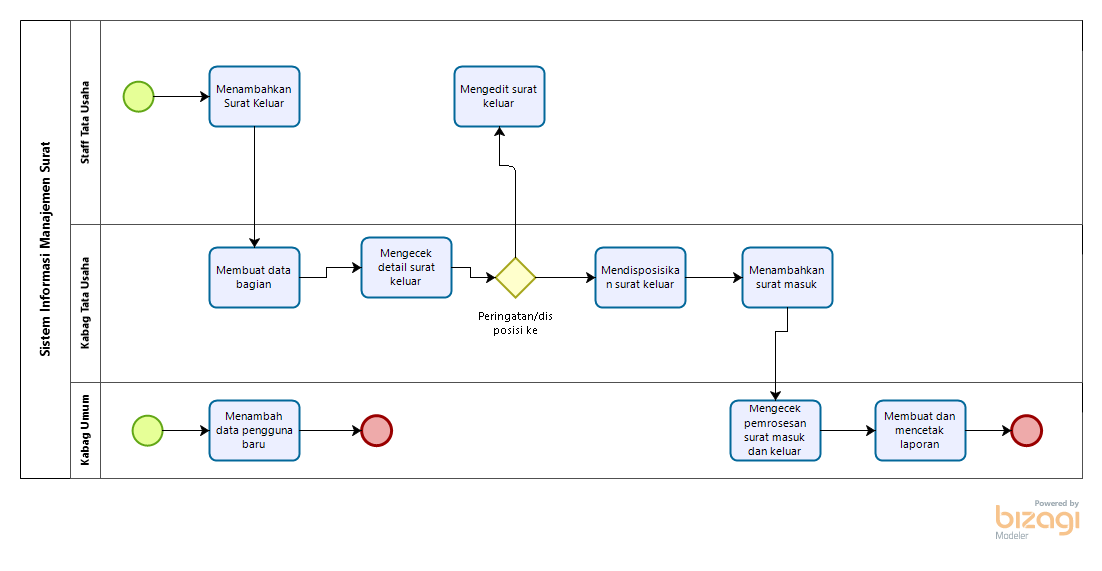 Sistem Informasi Manajemen Surat
Staff Tata Usaha
Menambahkan
Surat Keluar
Mengedit surat
keluar
Kabag Tata Usaha
Membuat data
bagian
Mengecek
detail surat
keluar
Peringatan/dis
posisi ke
Mendisposisika
n surat keluar
Menambahkan
surat masuk
Kabag Umum
Menambah
data pengguna
baru
Mengecek
pemrosesan
surat masuk
dan keluar
Membuat dan
mencetak
laporan
Powered by
bizagi
Modeler